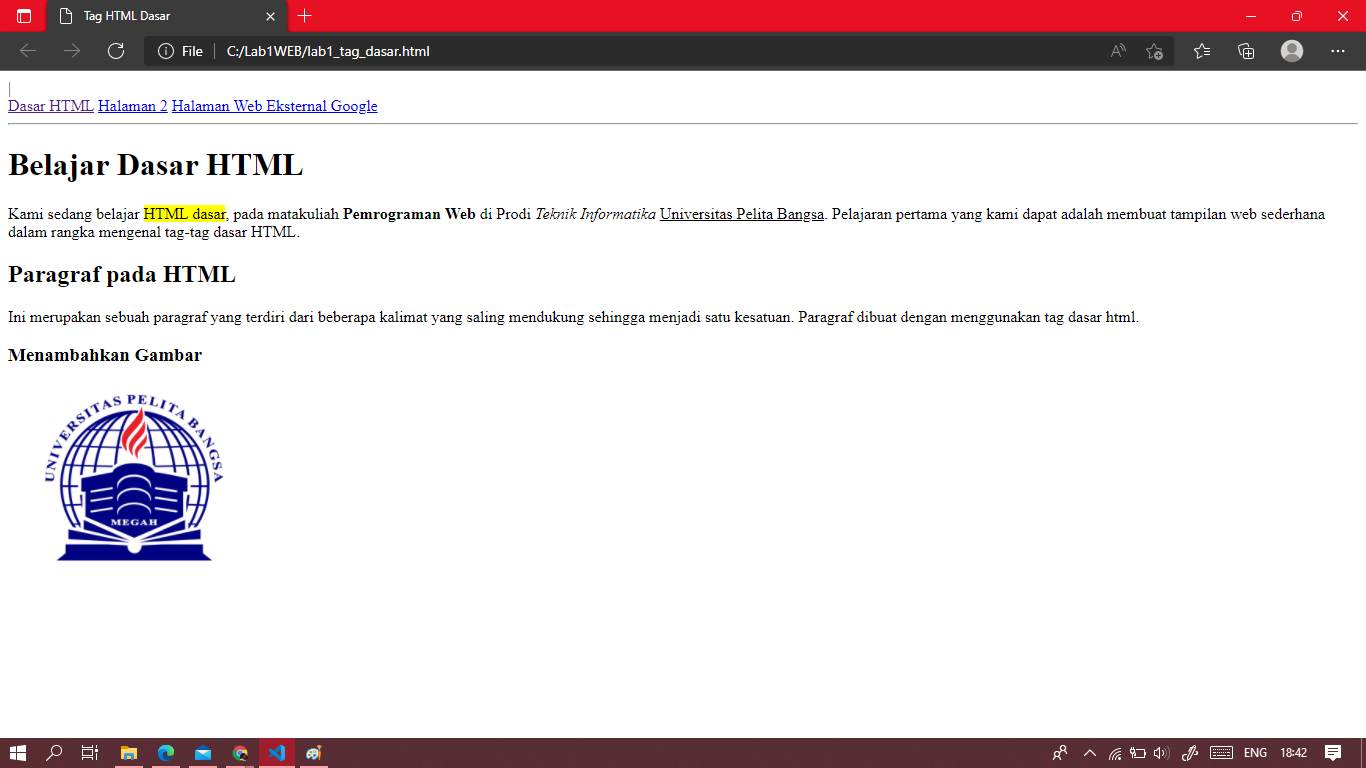 Tag HTML Dasar
File
C:/Lab1WEB/lab1_tag_dasar.html
|
Dasar HTML Halaman 2 Halaman Web Eksternal Google
Belajar Dasar HTML
Kami sedang belajar HTML dasar, pada matakuliah Pemrograman Web di Prodi Teknik Informatika Universitas Pelita Bangsa. Pelajaran pertama yang kami dapat adalah membuat tampilan web sederhana
dalam rangka mengenal tag-tag dasar HTML.
Paragraf pada HTML
Ini merupakan sebuah paragraf yang terdiri dari beberapa kalimat yang saling mendukung sehingga menjadi satu kesatuan. Paragraf dibuat dengan menggunakan tag dasar html.
Menambahkan Gambar
UNIVERSITAS PELITA BANGSA
MEGAH
ENG
18:42